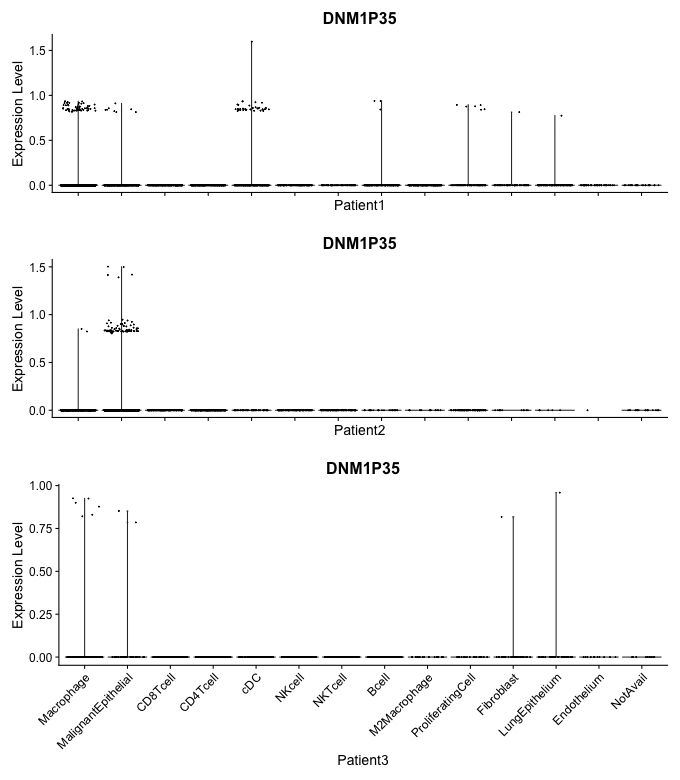 DNM1P35
Expression Level
1.5
1.0
0.5
0.0
Patient1
DNM1P35
Expression Level
1.5
1.0
0.5
0.0
Patient2
DNM1P35
Expression Level
1.00
0.75
0.50
0.25
0.00
Macrophage
MalignantEpithelial
CD8Tcell
CD4Tcell
cDC
NKcell
NKTcell
Bcell
M2Macrophage
ProliferatingCell
Fibroblast
LungEpithelium
Endothelium
NotAvail
Patient3